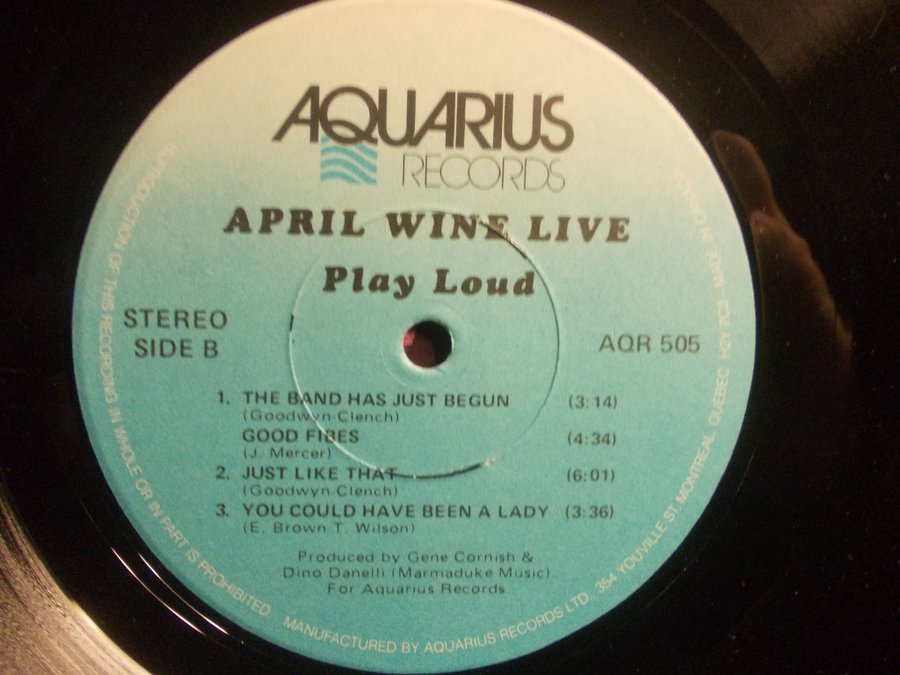 AQUARIUS
RECORDS
APRIL WINE LIVE
Play Loud
STEREO
SIDE B
AQR 505
1. THE BAND HAS JUST BEGUN (3:14)
(Goodwyn-Clench)
GOOD FIBES (4:34)
(J. Mercer)
2. JUST LIKE THAT (6:01)
(Goodwyn-Clench)
3. YOU COULD HAVE BEEN A LADY (3:36)
(E. Brown T. Wilson)
Produced by Gene Cornish &
Dino Danelli (Marmaduke Music)
For Aquarius Records
REPRODUCTION OF THIS RECORDING IN WHOLE OR IN PART IS PROHIBITED
MANUFACTURED BY AQUARIUS RECORDS LTD., 354 YOUVILLE ST. MONTREAL, QUEBEC H2Y 2C3 MADE IN CANADA